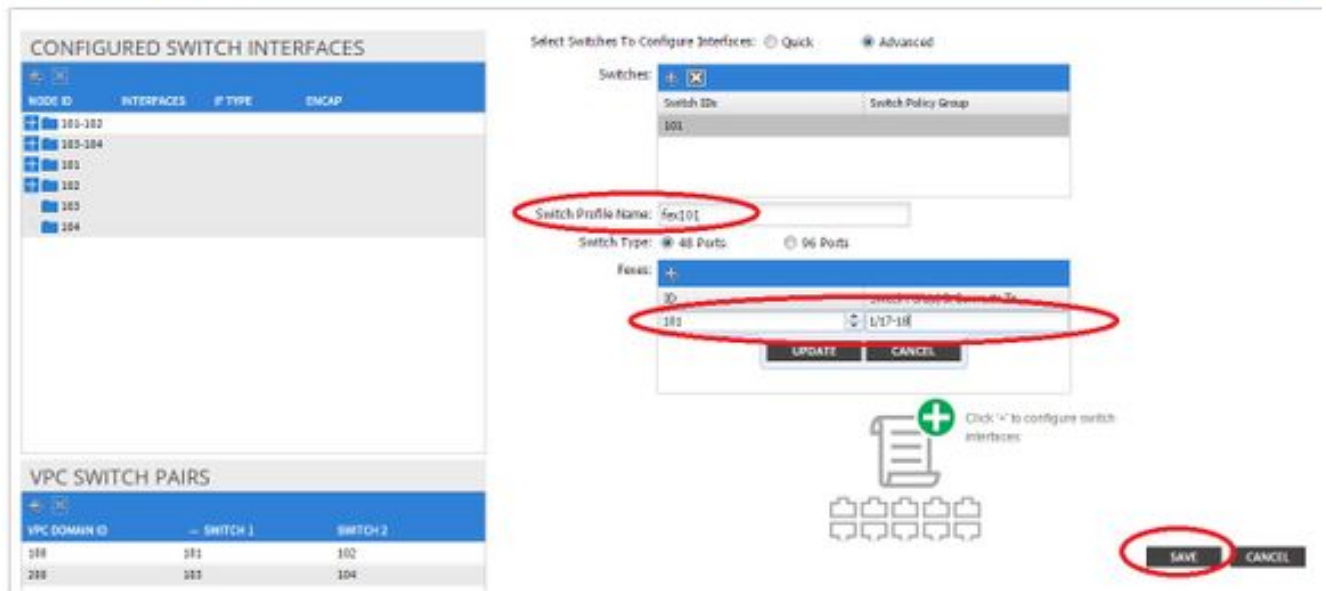 CONFIGURED SWITCH INTERFACES
NODE ID INTERFACES IF TYPE ENCAP
101-102
103-104
101
102
103
104
VPC SWITCH PAIRS
VPC DOMAIN ID SWITCH 1 SWITCH 2
100 101 102
200 103 104
Select Switches To Configure Interfaces: Quick Advanced
Switches:
Switch IDs Switch Policy Group
101
Switch Profile Name: fex101
Switch Type: 48 Ports 96 Ports
Fexes:
ID
101 1/17-18
UPDATE CANCEL
Click '+' to configure switch
interfaces
SAVE CANCEL